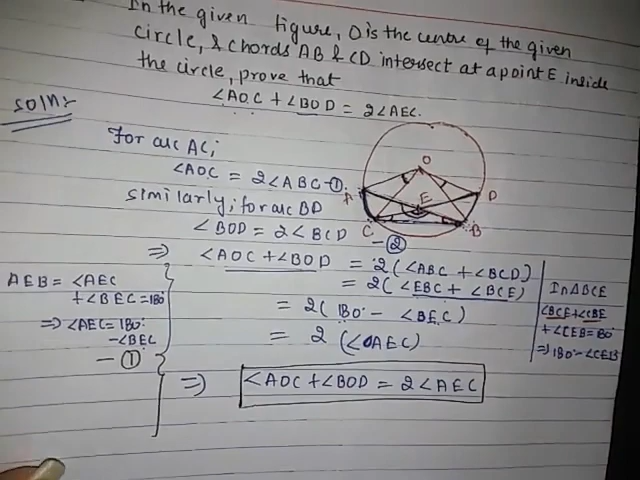 In the given figure, O is the centre of the given
circle, & chords AB & CD intersect at a point E inside
the circle, prove that
∠AOC + ∠BOD = 2∠AEC.
Soln:-
For arc AC;
∠AOC = 2∠ABC -①
similarly; for arc BD
∠BOD = 2∠BCD -②
O
A
D
E
C
B
⇒ ∠AOC + ∠BOD = 2(∠ABC + ∠BCD)
= 2(∠EBC + ∠BCE)
= 2(180° - ∠BEC)
= 2(∠AEC)
⇒ ∠AOC + ∠BOD = 2∠AEC
AEB = ∠AEC
+ ∠BEC = 180°
⇒ ∠AEC = 180°
- ∠BEC
-①
In ΔBCE
∠BCE + ∠CBE
+ ∠CEB = 180°
⇒ 180° - ∠CEB